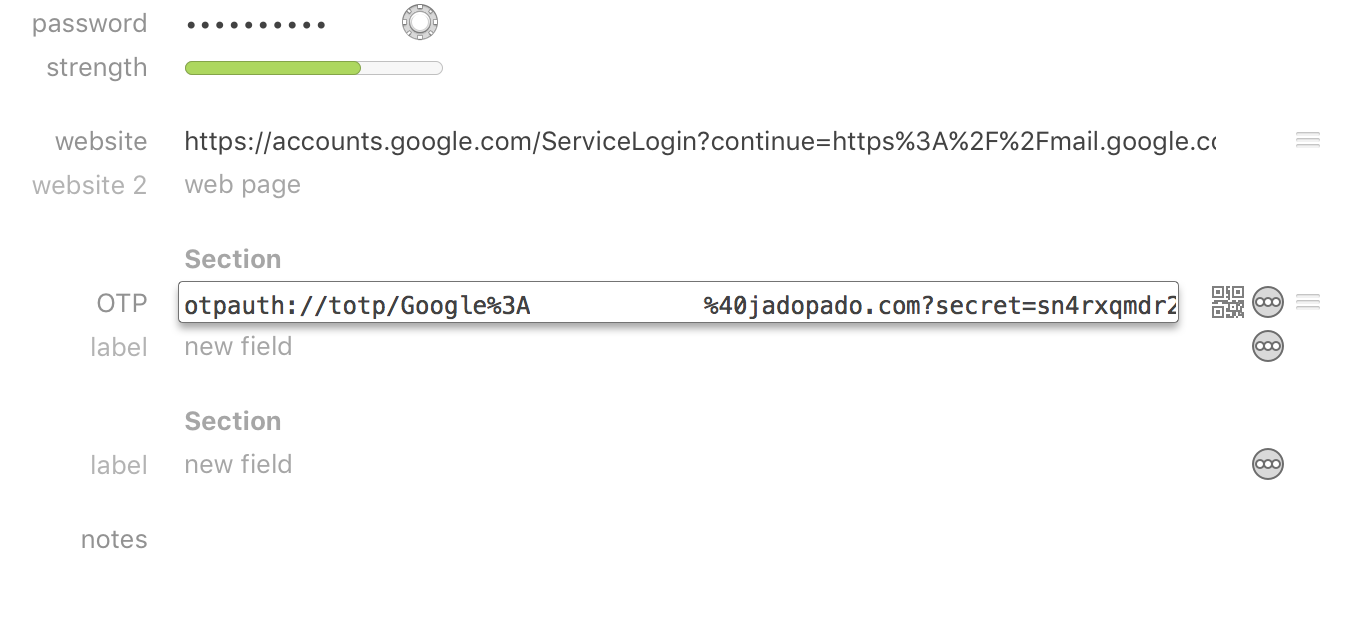 password ••••••••••
strength
website https://accounts.google.com/ServiceLogin?continue=https%3A%2F%2Fmail.google.co
website 2 web page
Section
OTP otpauth://totp/Google%3A %40jadopado.com?secret=sn4rxqmdr2
label new field
Section
label new field
notes